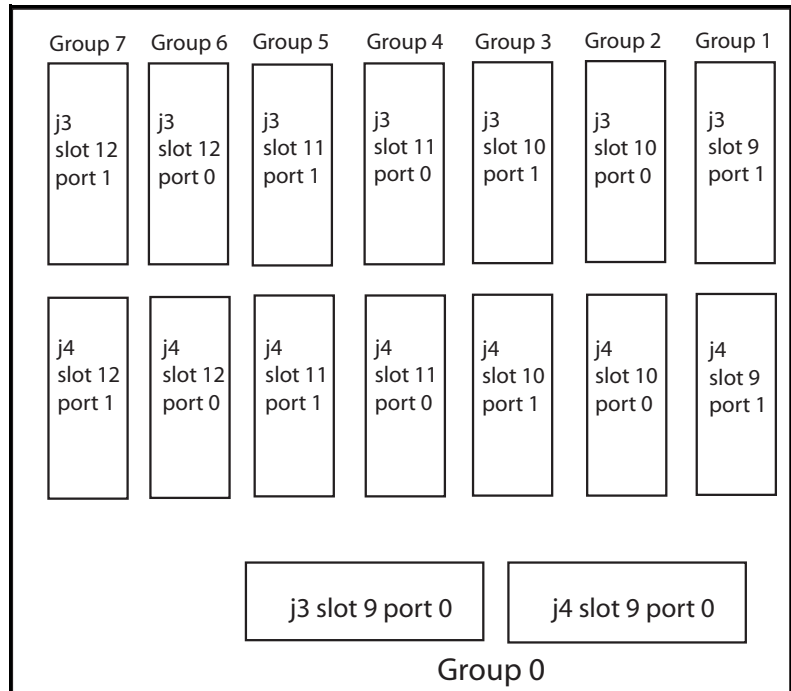 Group 7 Group 6 Group 5 Group 4 Group 3 Group 2 Group 1
j3
slot 12
port 1
j3
slot 12
port 0
j3
slot 11
port 1
j3
slot 11
port 0
j3
slot 10
port 1
j3
slot 10
port 0
j3
slot 9
port 1
j4
slot 12
port 1
j4
slot 12
port 0
j4
slot 11
port 1
j4
slot 11
port 0
j4
slot 10
port 1
j4
slot 10
port 0
j4
slot 9
port 1
j3 slot 9 port 0
j4 slot 9 port 0
Group 0